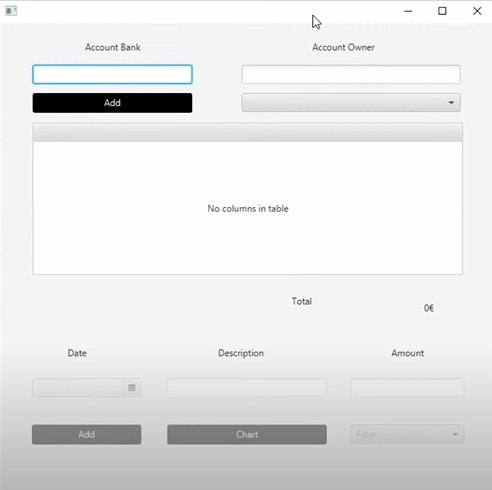 Account Bank
Account Owner
Add
No columns in table
Total
0€
Date
Description
Amount
Add
Chart
Filter